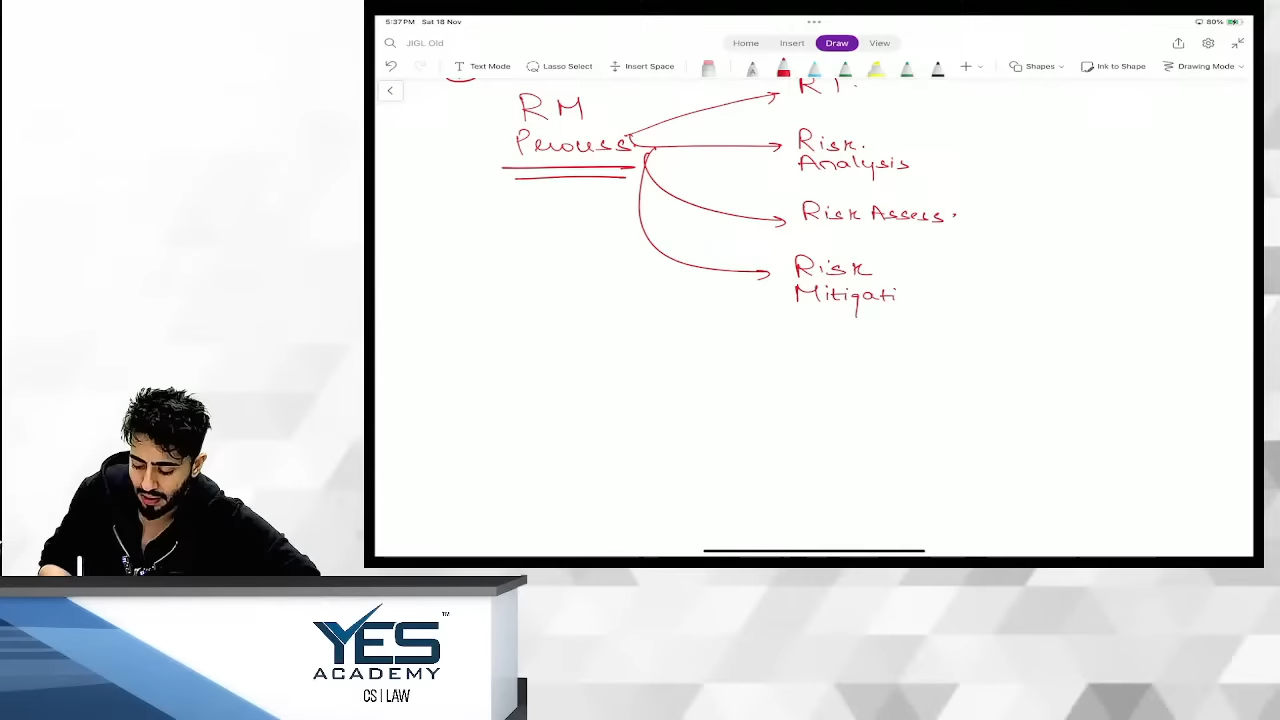 5:37 PM Sat 18 Nov
80%
JIGL Old
Home Insert Draw View
Text Mode Lasso Select Insert Space
Shapes Ink to Shape Drawing Mode
RM
Process
Risk.
Analysis
Risk Assess.
Risk
Mitigati
YES TM
ACADEMY
CS | LAW